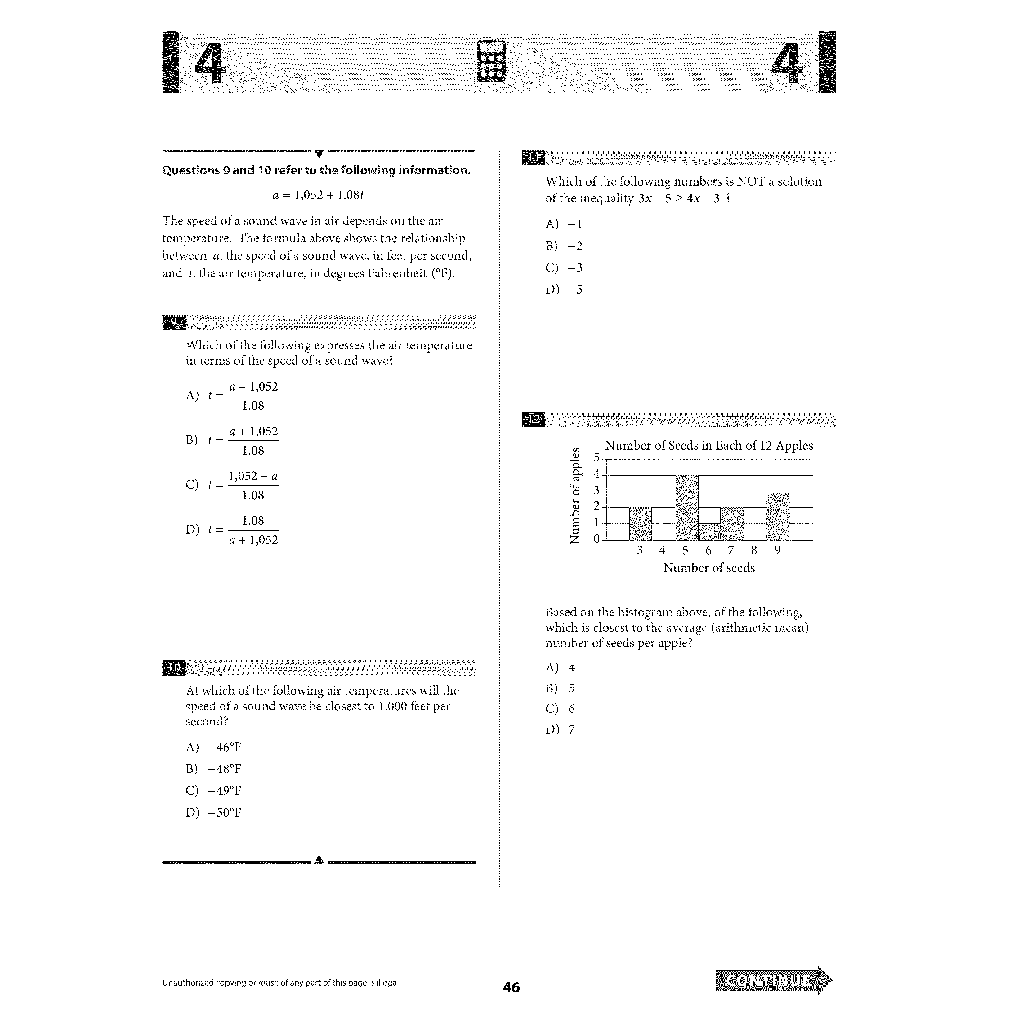 4
4
Questions 9 and 10 refer to the following information.
a = 1,052 + 1.08t
The speed of a sound wave in air depends on the air
temperature. The formula above shows the relationship
between a, the speed of a sound wave, in feet per second,
and t, the air temperature, in degrees Fahrenheit (°F).
9
Which of the following expresses the air temperature
in terms of the speed of a sound wave?
A) t = a − 1,052
1.08
B) t = a + 1,052
1.08
C) t = 1,052 − a
1.08
D) t = 1.08
a + 1,052
10
At which of the following air temperatures will the
speed of a sound wave be closest to 1,000 feet per
second?
A) −46°F
B) −48°F
C) −49°F
D) −50°F
11
Which of the following numbers is NOT a solution
of the inequality 3x − 5 ≥ 4x − 3 ?
A) −1
B) −2
C) −3
D) −5
12
Number of Seeds in Each of 12 Apples
Number of apples
5
4
3
2
1
0
3 4 5 6 7 8 9
Number of seeds
Based on the histogram above, of the following,
which is closest to the average (arithmetic mean)
number of seeds per apple?
A) 4
B) 5
C) 6
D) 7
Unauthorized copying or reuse of any part of this page is illegal.
46
CONTINUE